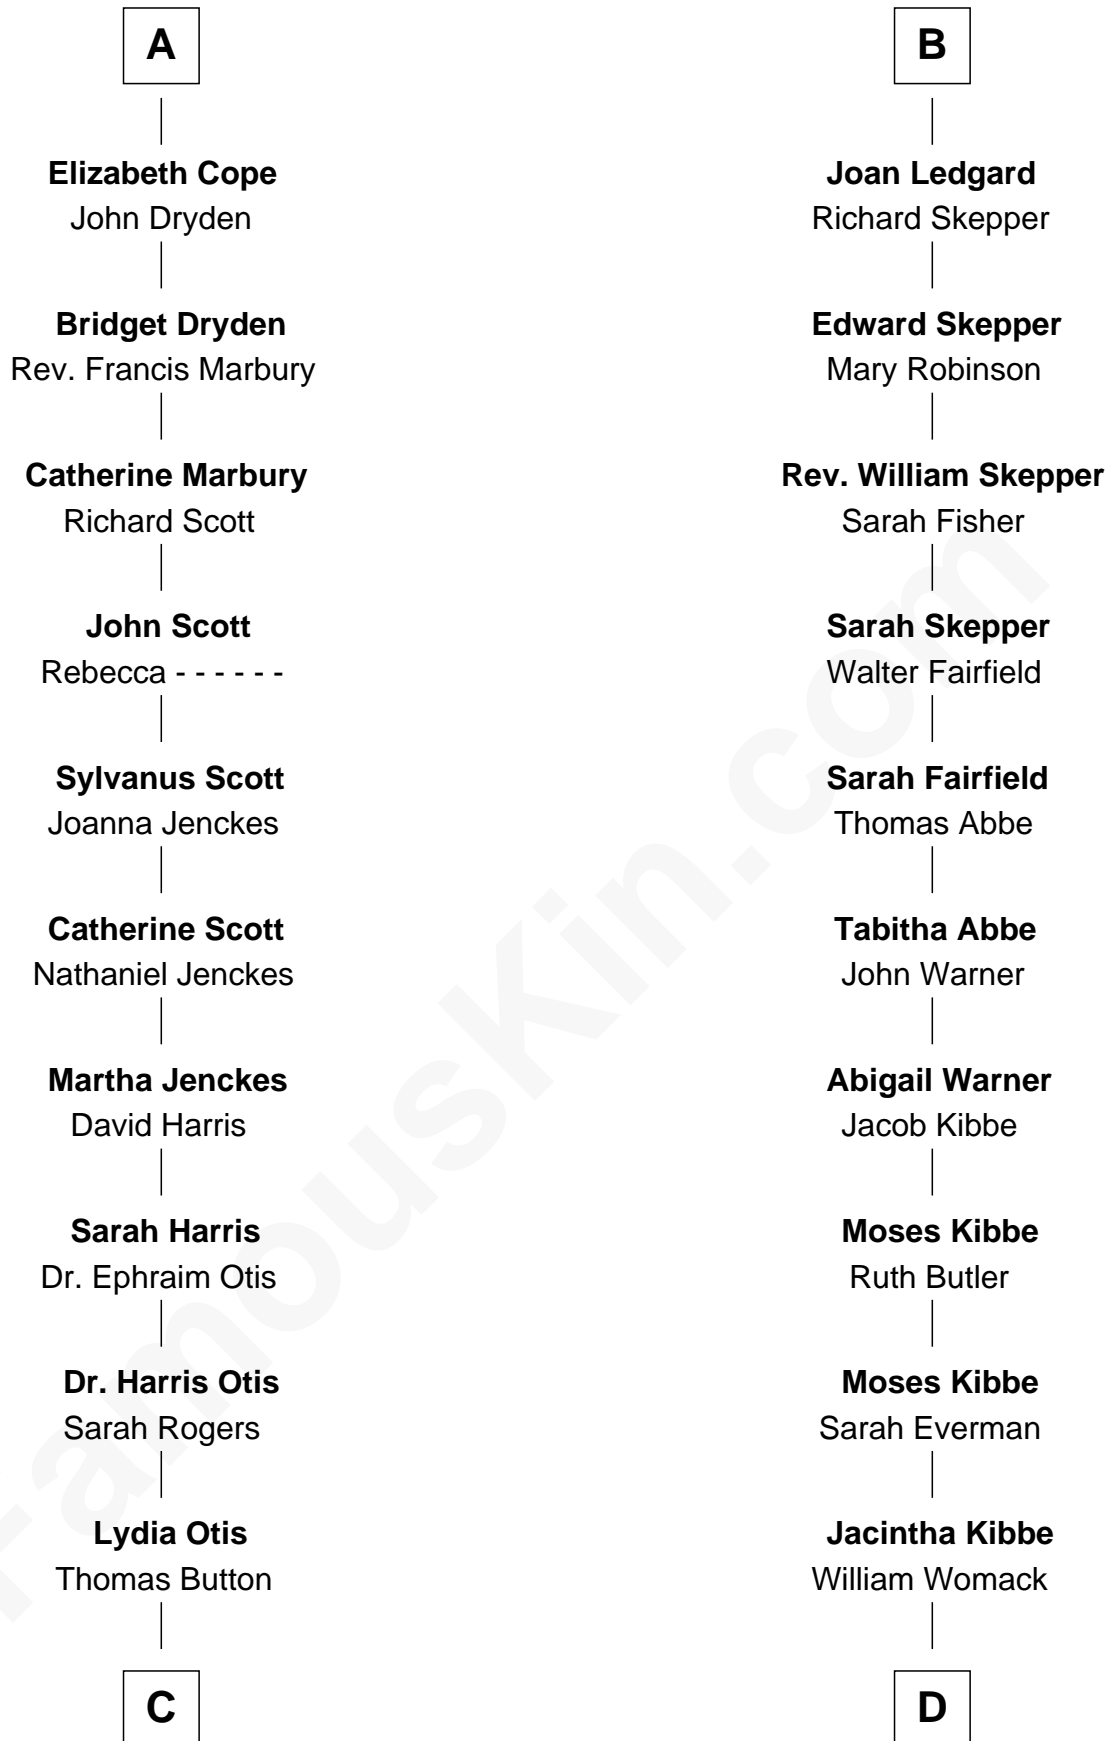 A
Elizabeth Cope
John Dryden
Bridget Dryden
Rev. Francis Marbury
Catherine Marbury
Richard Scott
John Scott
Rebecca - - - - - -
Sylvanus Scott
Joanna Jenckes
Catherine Scott
Nathaniel Jenckes
Martha Jenckes
David Harris
Sarah Harris
Dr. Ephraim Otis
Dr. Harris Otis
Sarah Rogers
Lydia Otis
Thomas Button
C
B
Joan Ledgard
Richard Skepper
Edward Skepper
Mary Robinson
Rev. William Skepper
Sarah Fisher
Sarah Skepper
Walter Fairfield
Sarah Fairfield
Thomas Abbe
Tabitha Abbe
John Warner
Abigail Warner
Jacob Kibbe
Moses Kibbe
Ruth Butler
Moses Kibbe
Sarah Everman
Jacintha Kibbe
William Womack
D
FamousKin.com